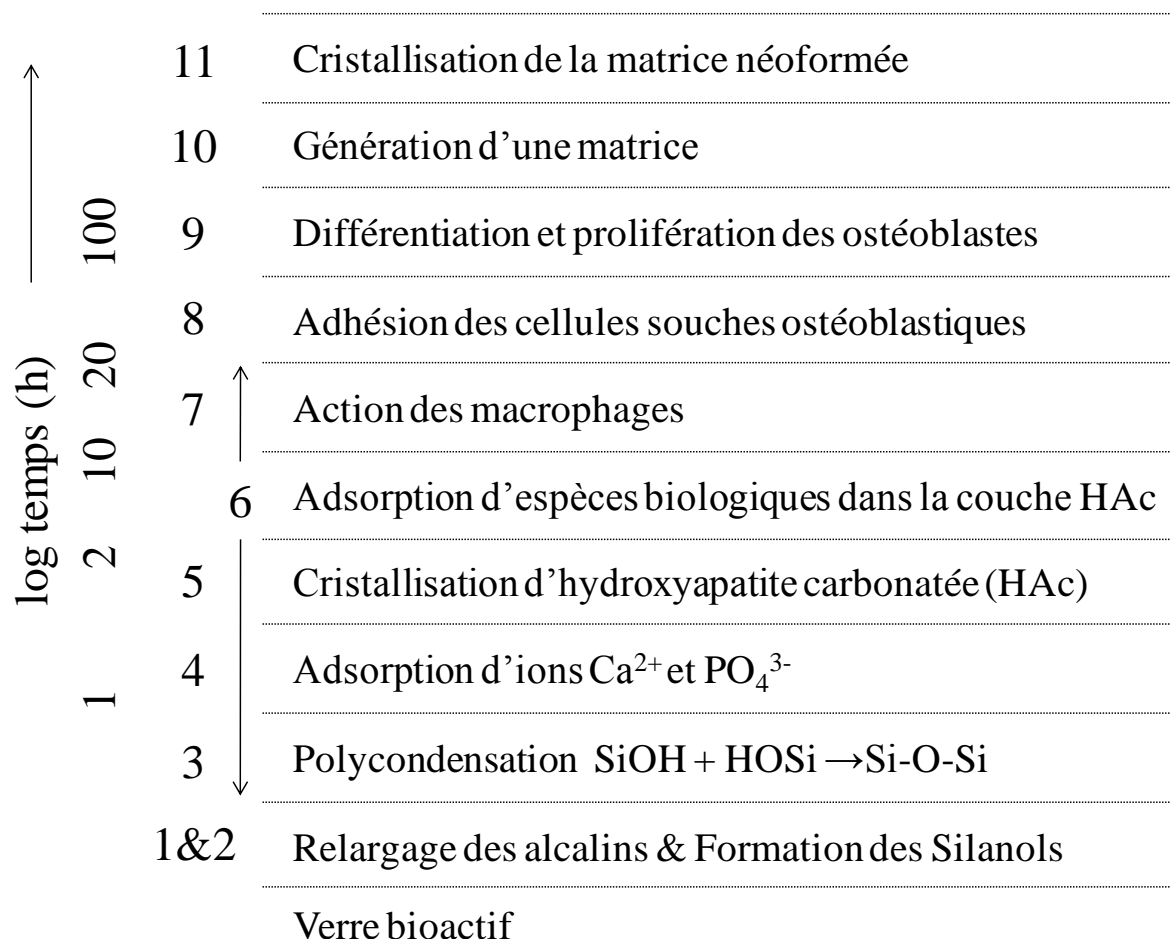 11 Cristallisation de la matrice néoformée
10 Génération d'une matrice
9 Différentiation et prolifération des ostéoblastes
8 Adhésion des cellules souches ostéoblastiques
7 Action des macrophages
6 Adsorption d'espèces biologiques dans la couche HAc
5 Cristallisation d'hydroxyapatite carbonatée (HAc)
4 Adsorption d'ions Ca²⁺ et PO₄³⁻
3 Polycondensation SiOH + HOSi →Si-O-Si
1&2 Relargage des alcalins & Formation des Silanols
Verre bioactif
log temps (h)
1 2 10 20 100